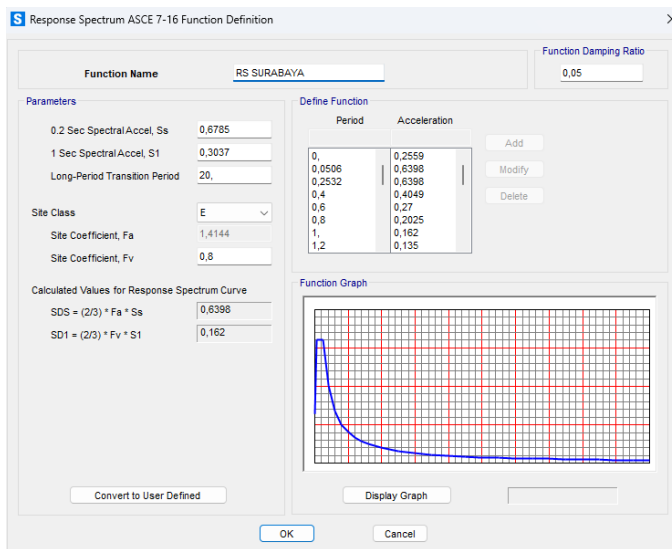 S Response Spectrum ASCE 7-16 Function Definition
Function Name RS SURABAYA
Function Damping Ratio
0,05
Parameters
0.2 Sec Spectral Accel, Ss 0,6785
1 Sec Spectral Accel, S1 0,3037
Long-Period Transition Period 20,
Site Class E
Site Coefficient, Fa 1,4144
Site Coefficient, Fv 0,8
Calculated Values for Response Spectrum Curve
SDS = (2/3) * Fa * Ss 0,6398
SD1 = (2/3) * Fv * S1 0,162
Convert to User Defined
Define Function
Period Acceleration
0, 0,2559
0,0506 0,6398
0,2532 0,6398
0,4 0,4049
0,6 0,27
0,8 0,2025
1, 0,162
1,2 0,135
Add
Modify
Delete
Function Graph
Display Graph
OK Cancel